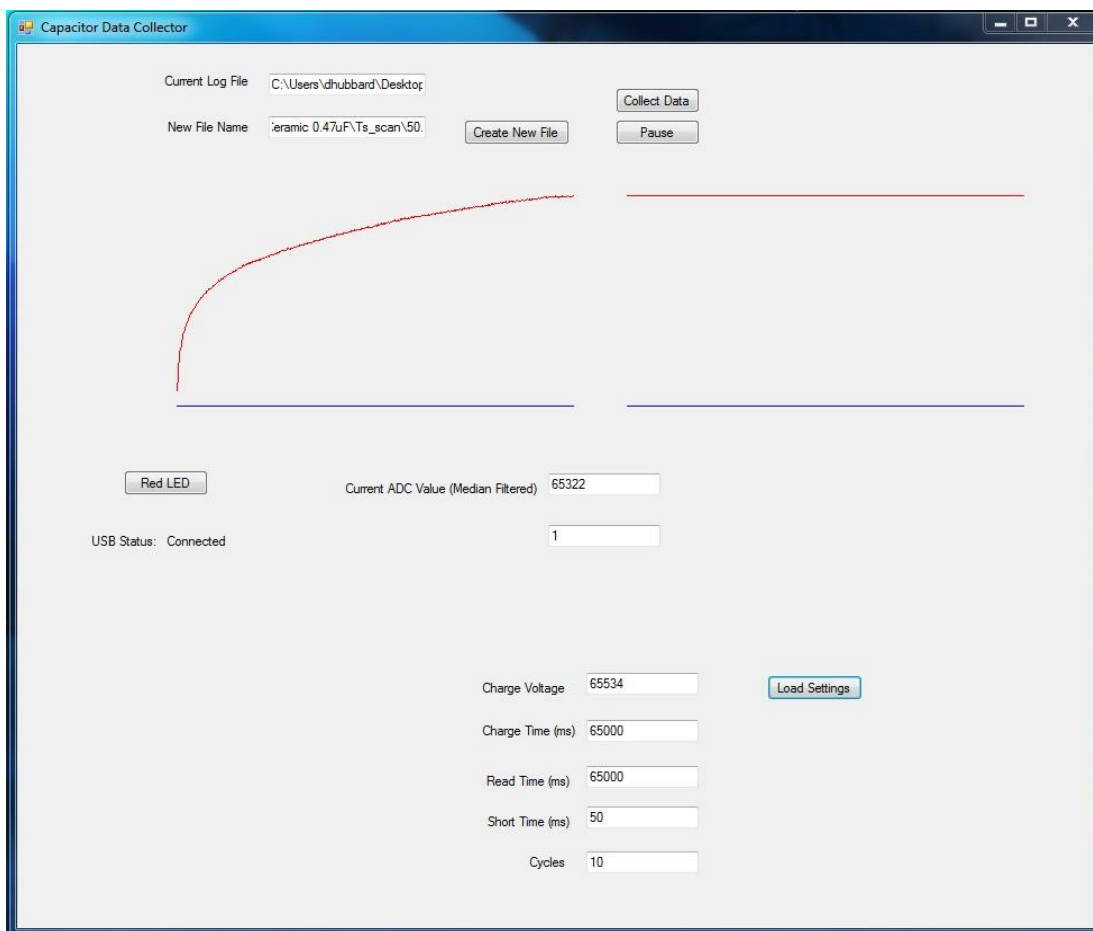 Capacitor Data Collector
Current Log File C:\Users\dhubbard\Desktop
Collect Data
New File Name Ceramic 0.47uF\Ts_scan\50. Create New File Pause
Red LED Current ADC Value (Median Filtered) 65322
USB Status: Connected 1
Charge Voltage 65534 Load Settings
Charge Time (ms) 65000
Read Time (ms) 65000
Short Time (ms) 50
Cycles 10